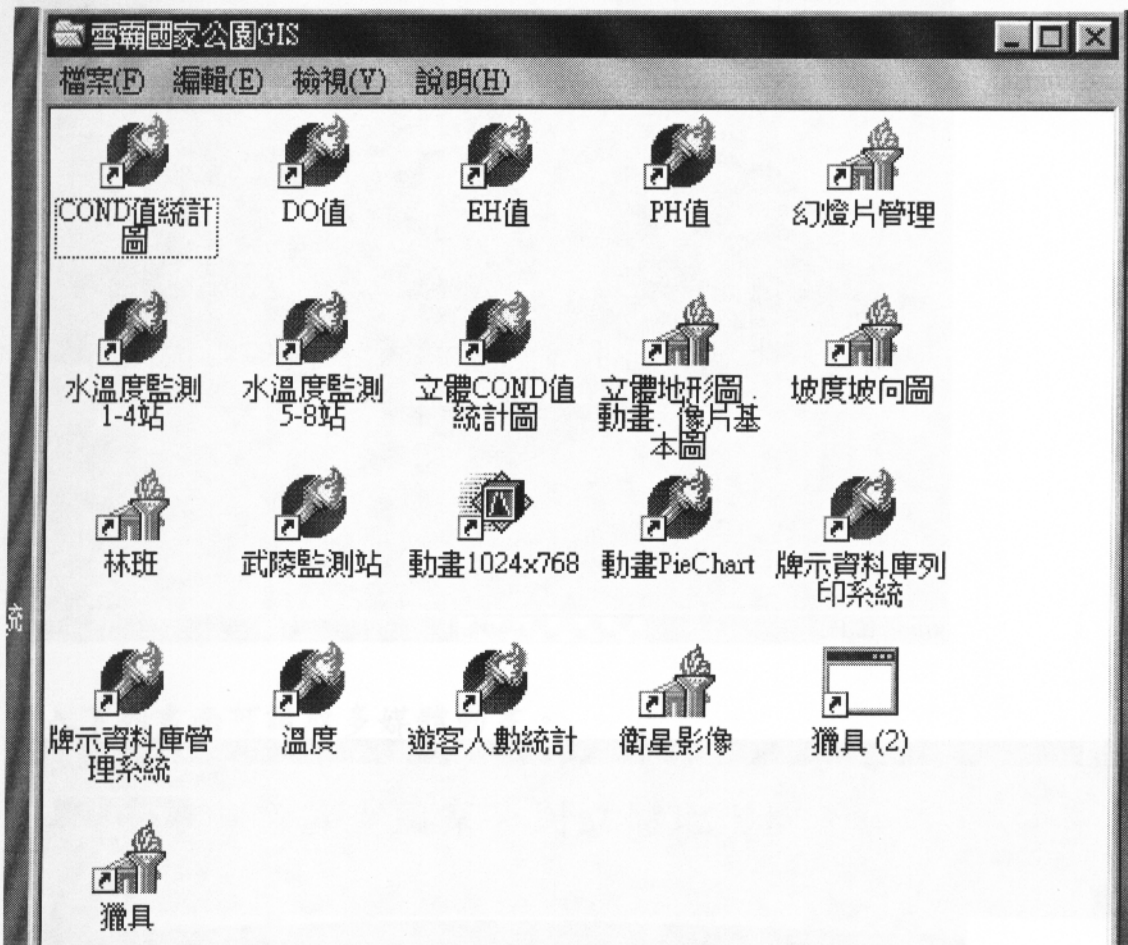 雪霸國家公園GIS
檔案(F) 編輯(E) 檢視(V) 說明(H)
COND值統計
圖
DO值
EH值
PH值
幻燈片管理
水溫度監測
1-4站
水溫度監測
5-8站
立體COND值
統計圖
立體地形圖.
動畫.像片基
本圖
坡度坡向圖
林班
武陵監測站
動畫1024x768
動畫PieChart
牌示資料庫列
印系統
牌示資料庫管
理系統
溫度
遊客人數統計
衛星影像
獵具 (2)
獵具